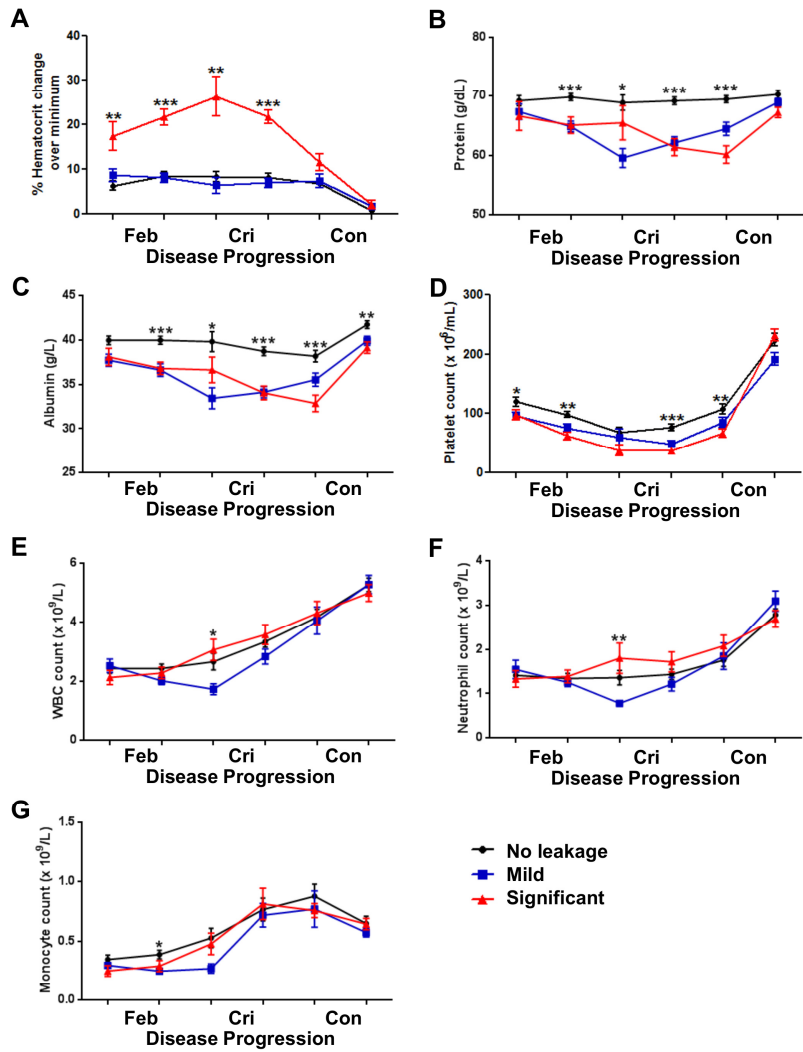 A
% Hematocrit change
over minimum
40
30
20
10
0
**
***
**
***
Feb Cri Con
Disease Progression
B
Protein (g/dL)
80
70
60
50
***
*
***
***
Feb Cri Con
Disease Progression
C
Albumin (g/L)
45
40
35
30
25
***
*
***
***
**
Feb Cri Con
Disease Progression
D
Platelet count (x 10⁶/mL)
300
200
100
0
*
**
***
**
Feb Cri Con
Disease Progression
E
WBC count (x 10⁹/L)
6
4
2
0
*
Feb Cri Con
Disease Progression
F
Neutrophil count (x 10⁹/L)
4
3
2
1
0
**
Feb Cri Con
Disease Progression
G
Monocyte count (x 10⁹/L)
1.5
1.0
0.5
0.0
*
Feb Cri Con
Disease Progression
No leakage
Mild
Significant